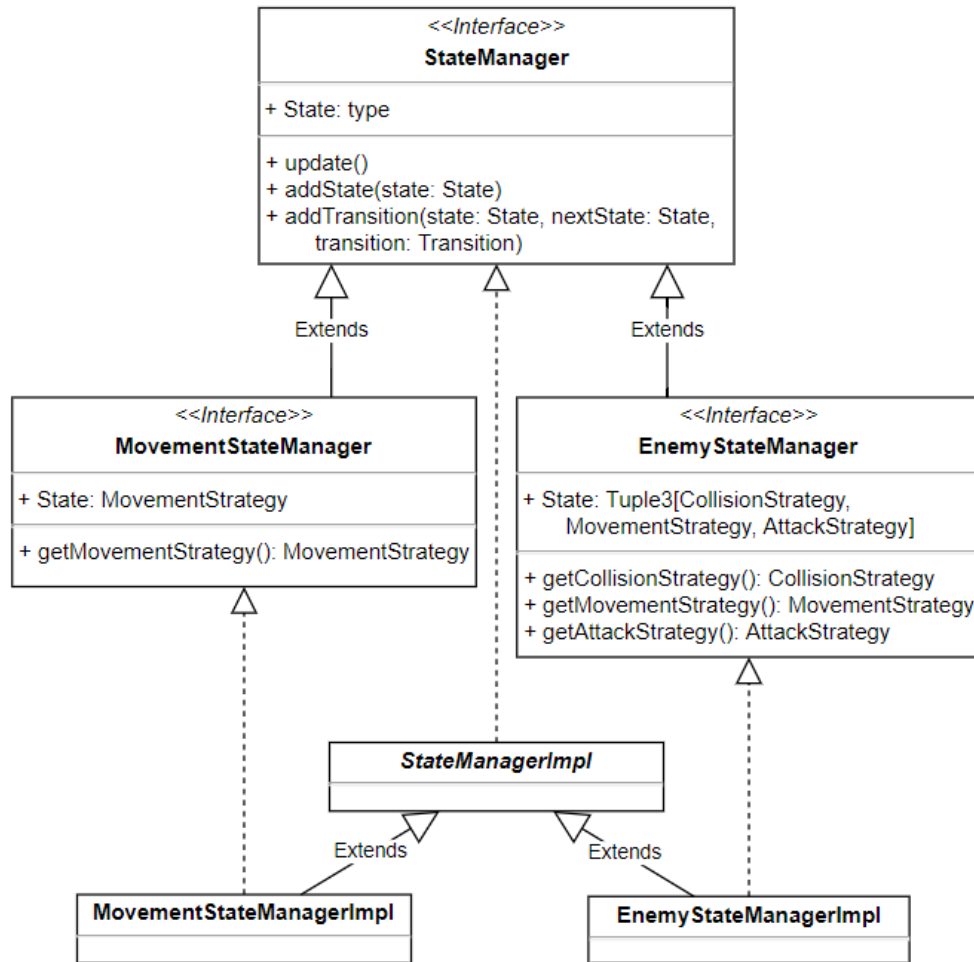 <<Interface>>
StateManager
+ State: type
+ update()
+ addState(state: State)
+ addTransition(state: State, nextState: State,
transition: Transition)
Extends
Extends
<<Interface>>
MovementStateManager
+ State: MovementStrategy
+ getMovementStrategy(): MovementStrategy
<<Interface>>
EnemyStateManager
+ State: Tuple3[CollisionStrategy,
MovementStrategy, AttackStrategy]
+ getCollisionStrategy(): CollisionStrategy
+ getMovementStrategy(): MovementStrategy
+ getAttackStrategy(): AttackStrategy
StateManagerImpl
Extends
Extends
MovementStateManagerImpl
EnemyStateManagerImpl